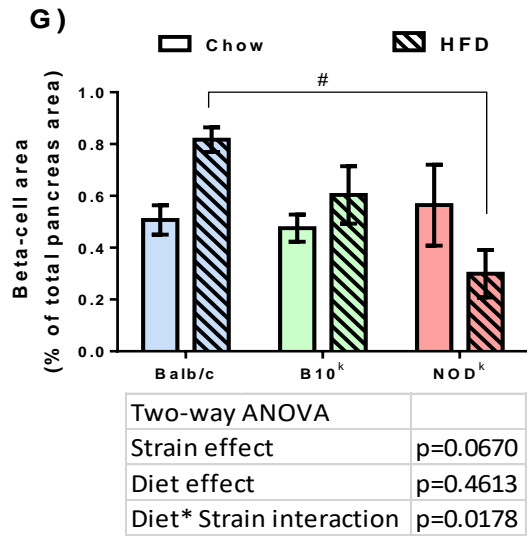 G)
Chow HFD
#
Beta-cell area
(% of total pancreas area)
1.0
0.8
0.6
0.4
0.2
0.0
Balb/c B10ᵏ NODᵏ
Two-way ANOVA
Strain effect p=0.0670
Diet effect p=0.4613
Diet* Strain interaction p=0.0178